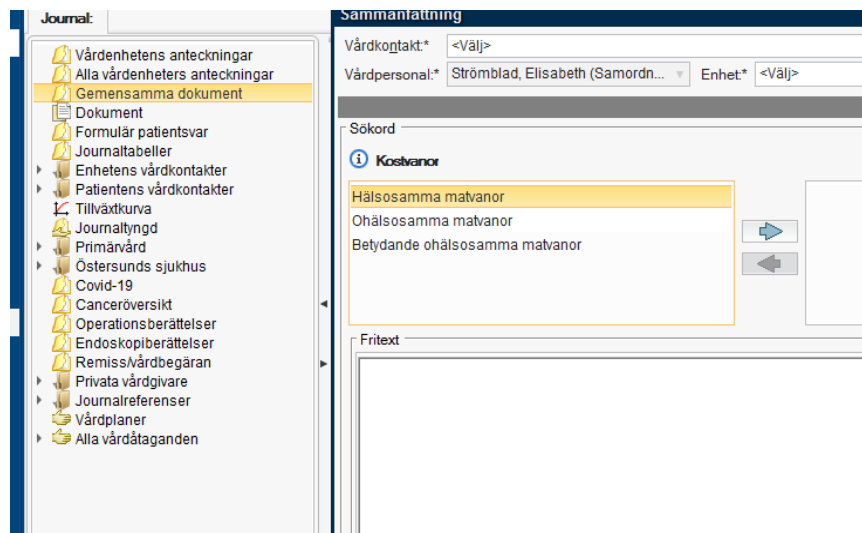 Journal:
Vårdenhetens anteckningar
Alla vårdenheters anteckningar
Gemensamma dokument
Dokument
Formulär patientsvar
Journaltabeller
Enhetens vårdkontakter
Patientens vårdkontakter
Tillväxtkurva
Journaltyngd
Primärvård
Östersunds sjukhus
Covid-19
Canceröversikt
Operationsberättelser
Endoskopiberättelser
Remiss/vårdbegäran
Privata vårdgivare
Journalreferenser
Vårdplaner
Alla vårdåtaganden
Sammanfattning
Vårdkontakt:* <Välj>
Vårdpersonal:* Strömblad, Elisabeth (Samordn... Enhet:* <Välj>
Sökord
Kostvanor
Hälsosamma matvanor
Ohälsosamma matvanor
Betydande ohälsosamma matvanor
Fritext